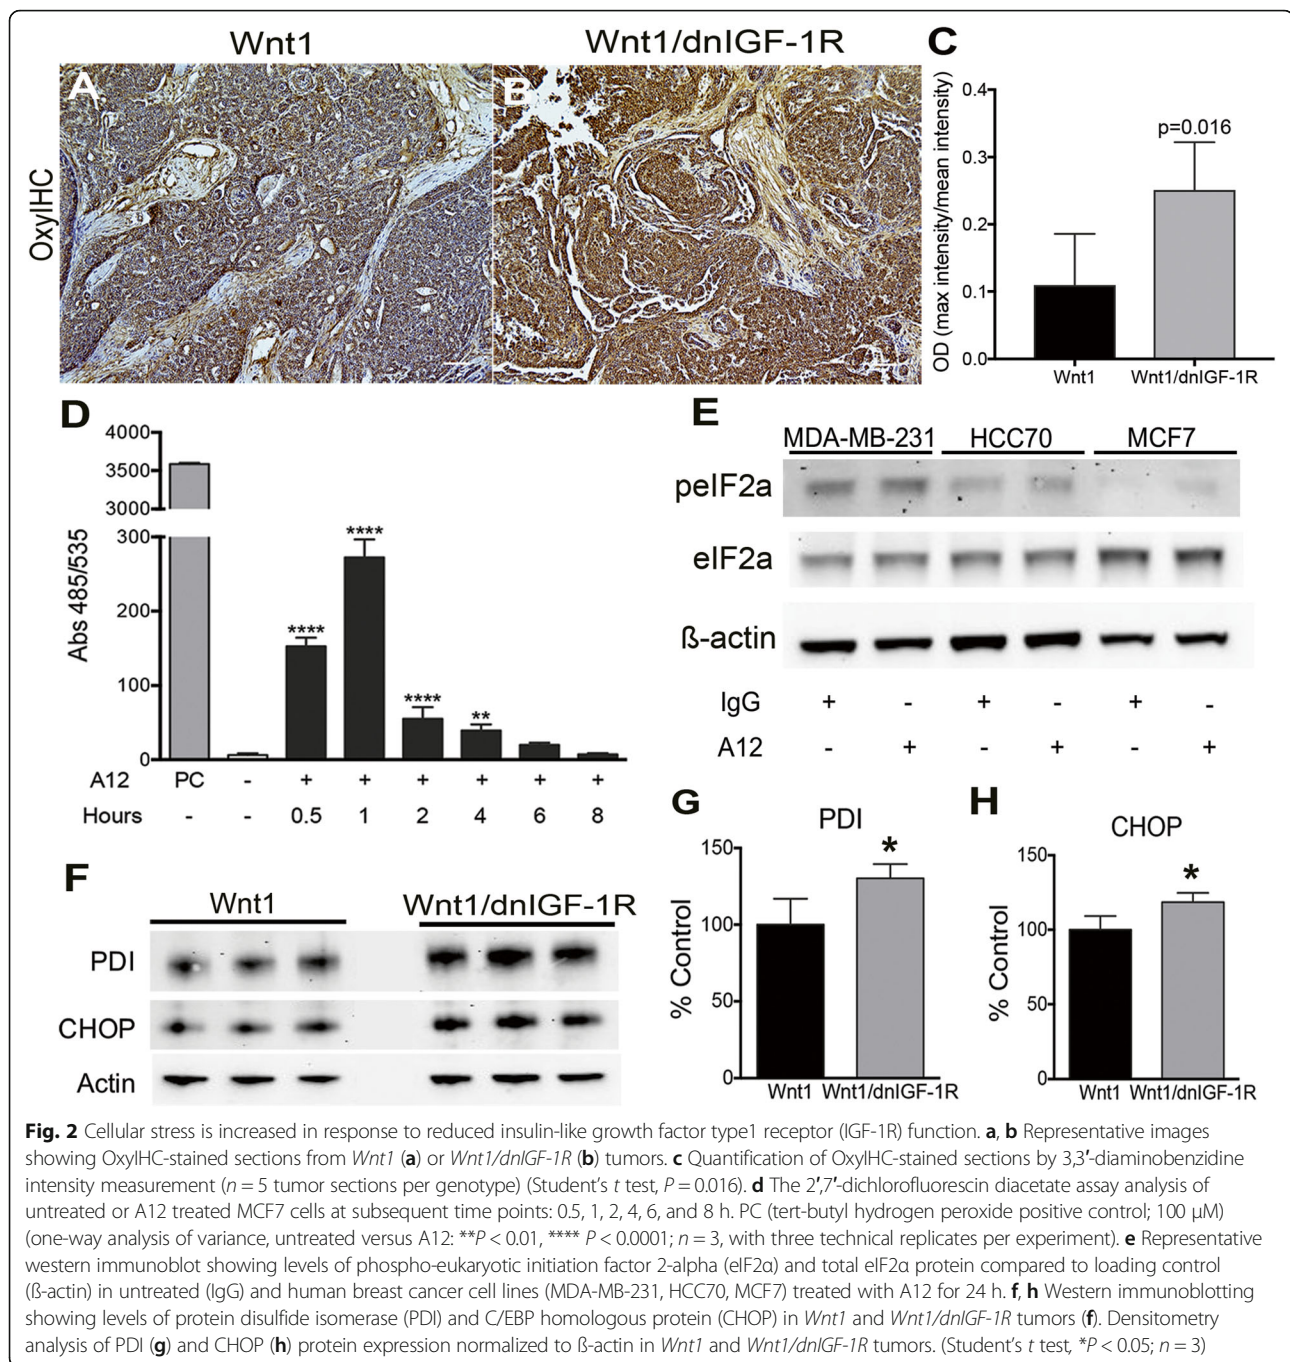 Wnt1
Wnt1/dnIGF-1R
OxyIHC
A
B
C
OD (max intensity/mean intensity)
0.4
0.3
0.2
0.1
0.0
p=0.016
Wnt1
Wnt1/dnIGF-1R
D
Abs 485/535
4000
3500
3000
300
200
100
0
****
****
****
**
A12 PC - + + + + + +
Hours - - 0.5 1 2 4 6 8
E
MDA-MB-231 HCC70 MCF7
peIF2a
eIF2a
ß-actin
IgG + - + - + -
A12 - + - + - +
F
Wnt1
Wnt1/dnIGF-1R
PDI
CHOP
Actin
G
PDI
% Control
150
100
50
0
*
Wnt1 Wnt1/dnIGF-1R
H
CHOP
% Control
150
100
50
0
*
Wnt1 Wnt1/dnIGF-1R
Fig. 2 Cellular stress is increased in response to reduced insulin-like growth factor type1 receptor (IGF-1R) function. a, b Representative images
showing OxyIHC-stained sections from Wnt1 (a) or Wnt1/dnIGF-1R (b) tumors. c Quantification of OxyIHC-stained sections by 3,3′-diaminobenzidine
intensity measurement (n = 5 tumor sections per genotype) (Student's t test, P = 0.016). d The 2′,7′-dichlorofluorescin diacetate assay analysis of
untreated or A12 treated MCF7 cells at subsequent time points: 0.5, 1, 2, 4, 6, and 8 h. PC (tert-butyl hydrogen peroxide positive control; 100 μM)
(one-way analysis of variance, untreated versus A12: **P < 0.01, **** P < 0.0001; n = 3, with three technical replicates per experiment). e Representative
western immunoblot showing levels of phospho-eukaryotic initiation factor 2-alpha (eIF2α) and total eIF2α protein compared to loading control
(ß-actin) in untreated (IgG) and human breast cancer cell lines (MDA-MB-231, HCC70, MCF7) treated with A12 for 24 h. f, h Western immunoblotting
showing levels of protein disulfide isomerase (PDI) and C/EBP homologous protein (CHOP) in Wnt1 and Wnt1/dnIGF-1R tumors (f). Densitometry
analysis of PDI (g) and CHOP (h) protein expression normalized to ß-actin in Wnt1 and Wnt1/dnIGF-1R tumors. (Student's t test, *P < 0.05; n = 3)